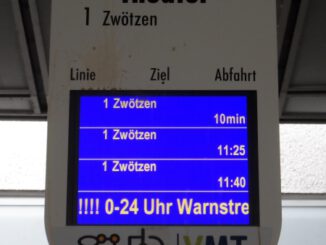 1 Zwötzen
Linie Ziel Abfahrt
1 Zwötzen
10min
1 Zwötzen
11:25
1 Zwötzen
11:40
!!!! 0-24 Uhr Warnstre
VMT